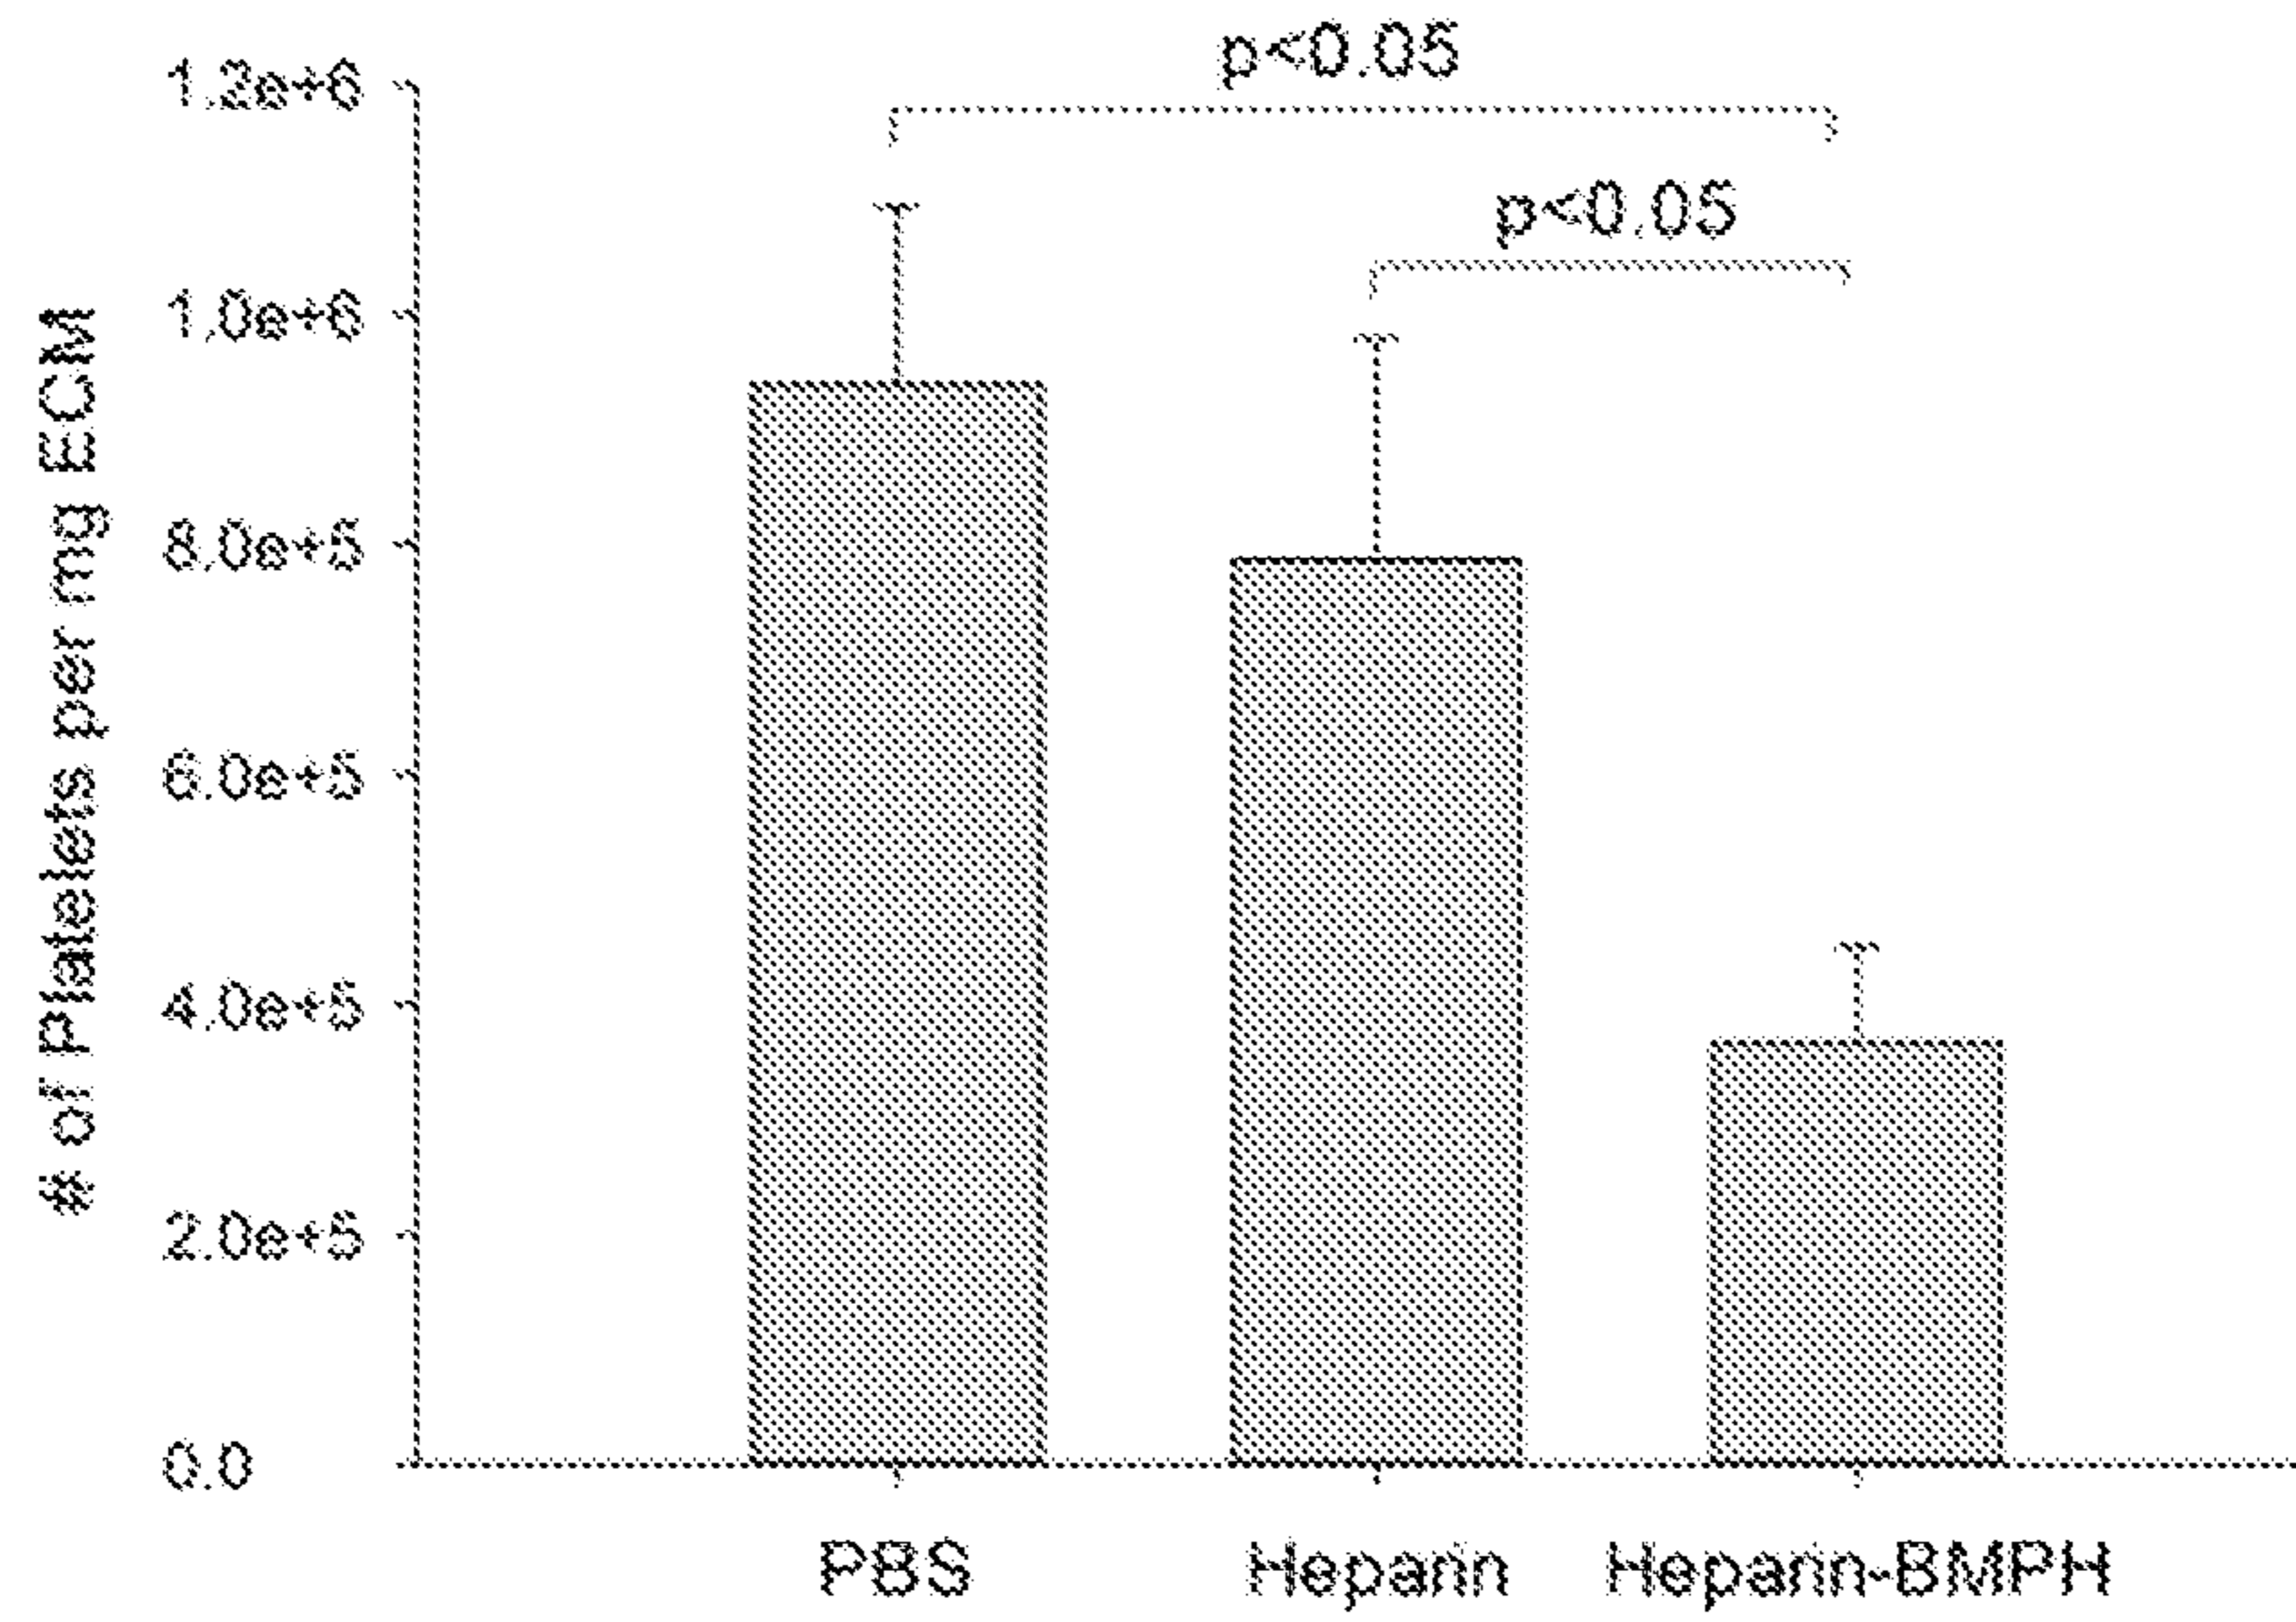 p<0.05
p<0.05
# of Platelets per mg ECM
1.2e+6
1.0e+6
8.0e+5
6.0e+5
4.0e+5
2.0e+5
0.0
PBS
Heparin
Heparin-BMPH